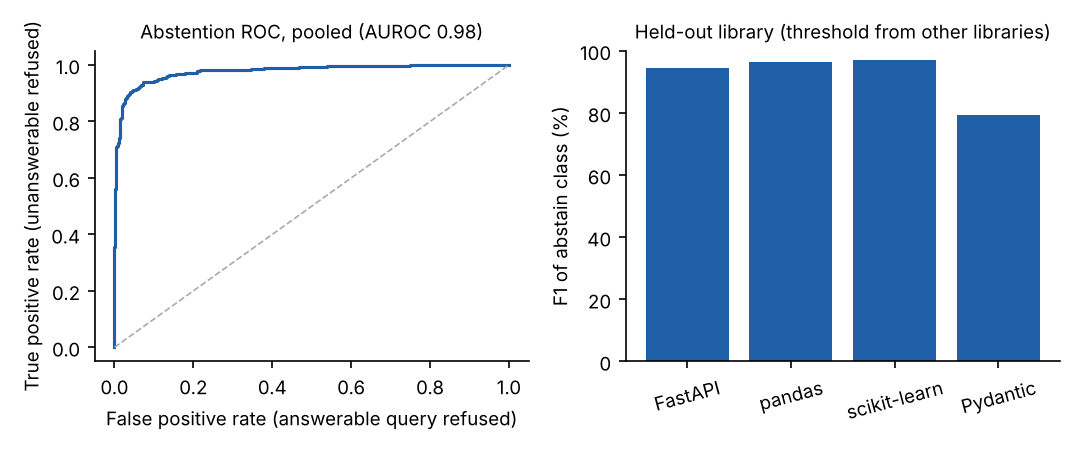 Abstention ROC, pooled (AUROC 0.98)
True positive rate (unanswerable refused)
1.0
0.8
0.6
0.4
0.2
0.0
0.0 0.2 0.4 0.6 0.8 1.0
False positive rate (answerable query refused)
Held-out library (threshold from other libraries)
F1 of abstain class (%)
100
80
60
40
20
0
FastAPI pandas scikit-learn Pydantic